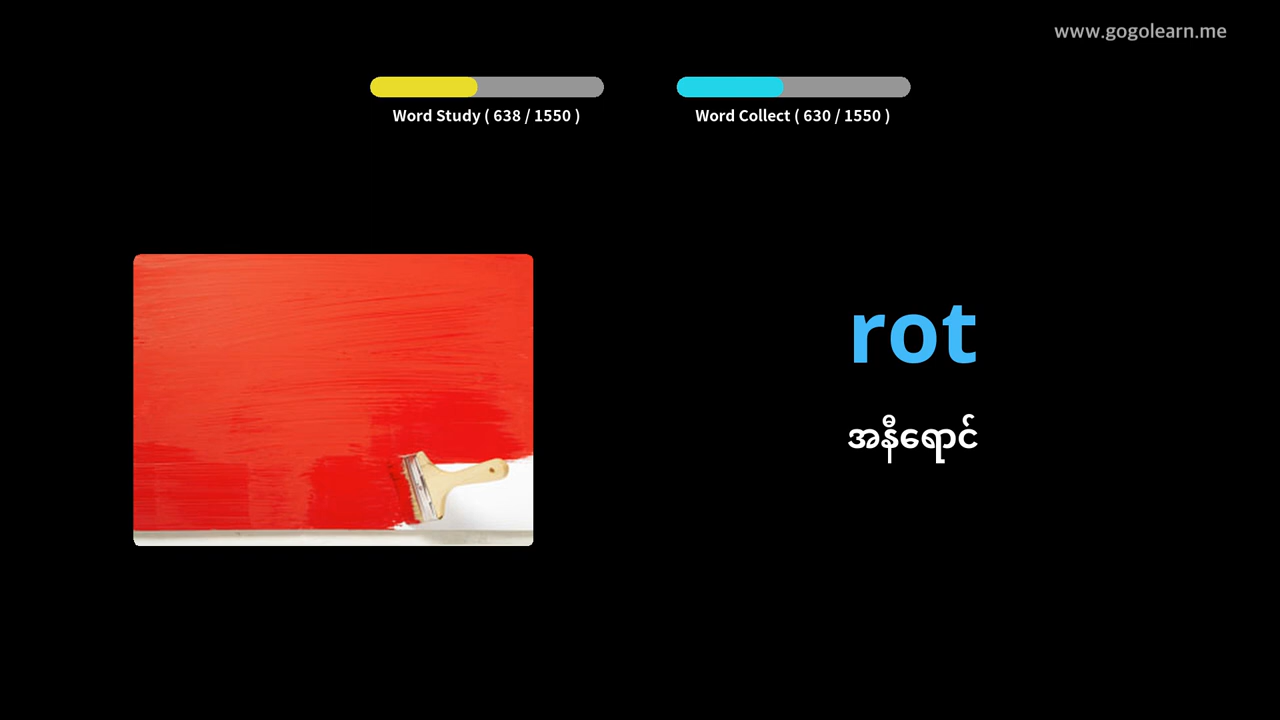 www.gogolearn.me
Word Study ( 638 / 1550 )
Word Collect ( 630 / 1550 )
rot
အနီရောင်